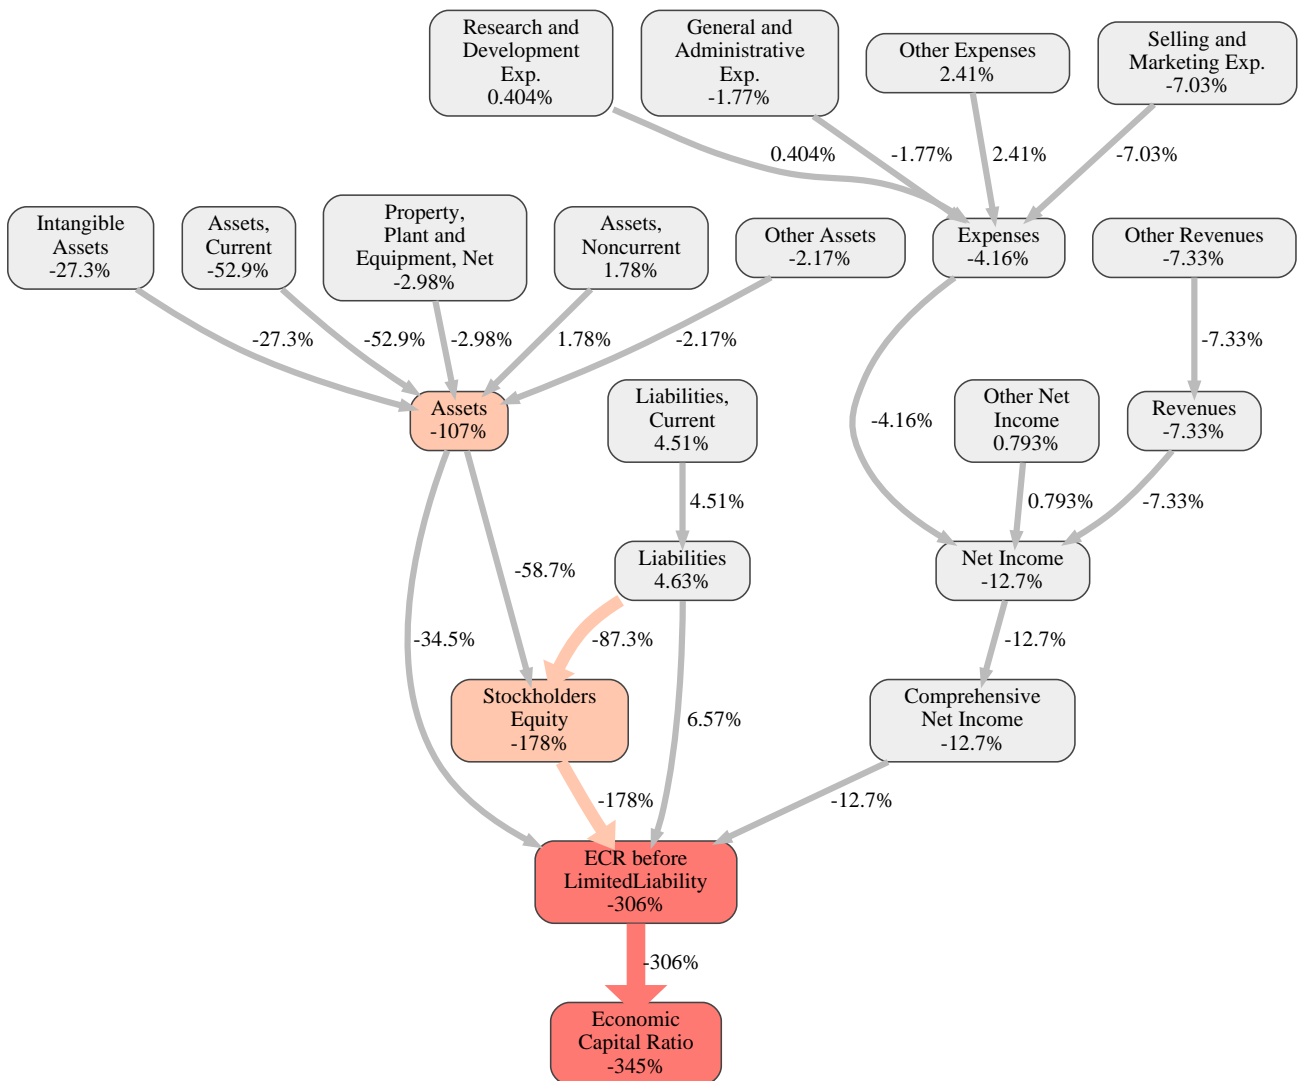 Research and
Development
Exp.
0.404%
General and
Administrative
Exp.
-1.77%
Other Expenses
2.41%
Selling and
Marketing Exp.
-7.03%
0.404%
-1.77%
2.41%
-7.03%
Intangible
Assets
-27.3%
Assets,
Current
-52.9%
Property,
Plant and
Equipment, Net
-2.98%
Assets,
Noncurrent
1.78%
Other Assets
-2.17%
Expenses
-4.16%
Other Revenues
-7.33%
-27.3%
-52.9%
-2.98%
1.78%
-2.17%
-7.33%
Assets
-107%
Liabilities,
Current
4.51%
-4.16%
Other Net
Income
0.793%
Revenues
-7.33%
4.51%
0.793%
-7.33%
-58.7%
Liabilities
4.63%
Net Income
-12.7%
-34.5%
-87.3%
-12.7%
Stockholders
Equity
-178%
6.57%
Comprehensive
Net Income
-12.7%
-178%
-12.7%
ECR before
LimitedLiability
-306%
-306%
Economic
Capital Ratio
-345%